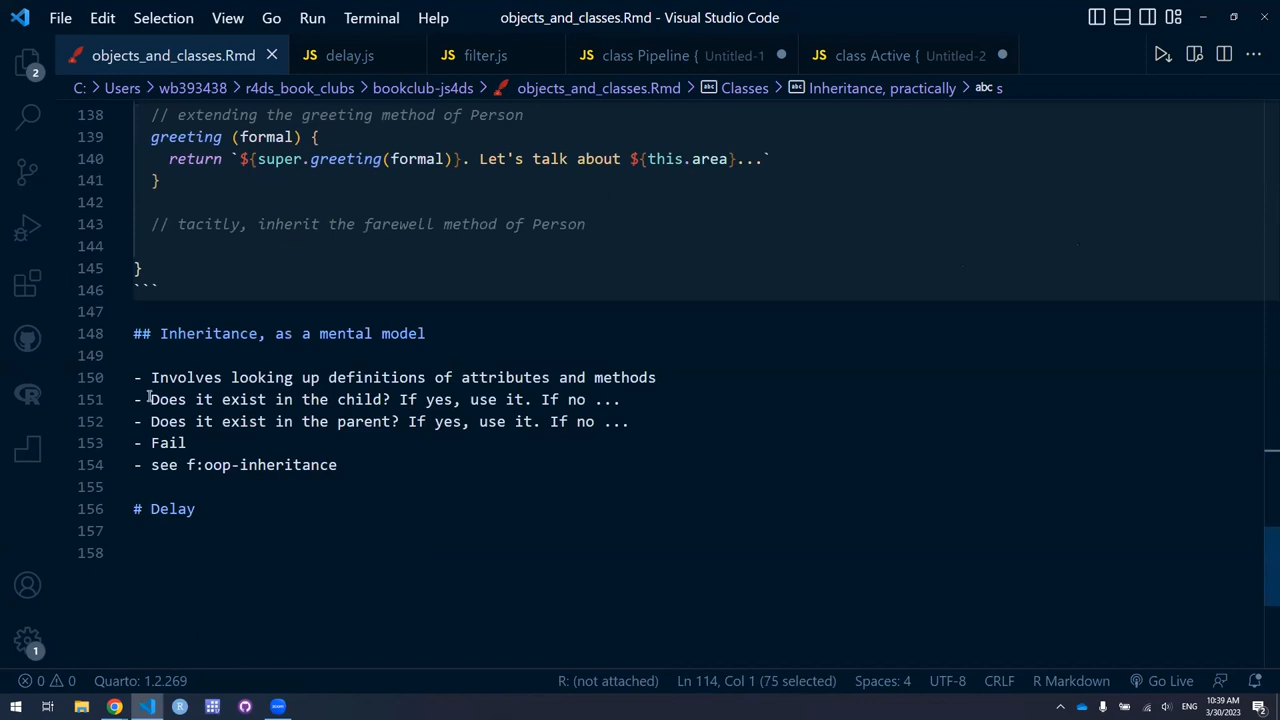 File Edit Selection View Go Run Terminal Help objects_and_classes.Rmd - Visual Studio Code
objects_and_classes.Rmd JS delay.js JS filter.js JS class Pipeline { Untitled-1 JS class Active { Untitled-2
C: > Users > wb393438 > r4ds_book_clubs > bookclub-js4ds > objects_and_classes.Rmd > abc Classes > abc Inheritance, practically > abc s
138 // extending the greeting method of Person
139 greeting (formal) {
140 return `${super.greeting(formal)}. Let's talk about ${this.area}...`
141 }
142
143 // tacitly, inherit the farewell method of Person
144
145 }
146 ```
147
148 ## Inheritance, as a mental model
149
150 - Involves looking up definitions of attributes and methods
151 - Does it exist in the child? If yes, use it. If no ...
152 - Does it exist in the parent? If yes, use it. If no ...
153 - Fail
154 - see f:oop-inheritance
155
156 # Delay
157
158
2
R
1
0 0 Quarto: 1.2.269 R: (not attached) Ln 114, Col 1 (75 selected) Spaces: 4 UTF-8 CRLF R Markdown Go Live
R zoom ENG 10:39 AM 3/30/2023 2